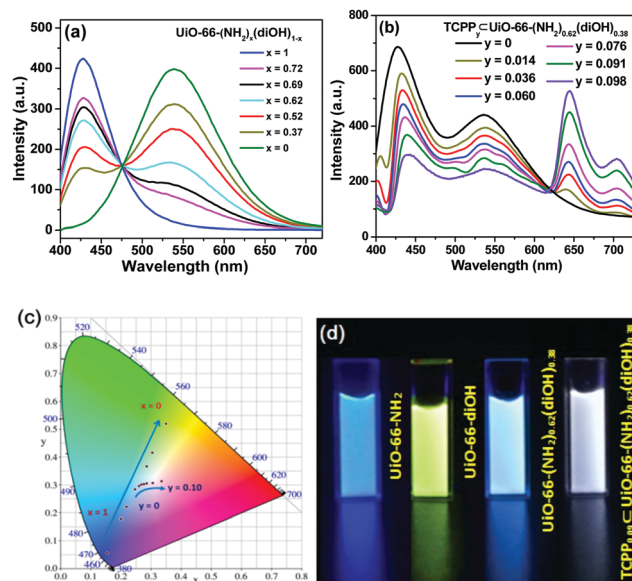 (a)
UiO-66-(NH2)x(diOH)1-x
x = 1
x = 0.72
x = 0.69
x = 0.62
x = 0.52
x = 0.37
x = 0
Intensity (a.u.)
500
400
300
200
100
0
400 450 500 550 600 650 700
Wavelength (nm)
(b)
TCPPy⊂UiO-66-(NH2)0.62(diOH)0.38
y = 0
y = 0.014
y = 0.036
y = 0.060
y = 0.076
y = 0.091
y = 0.098
Intensity (a.u.)
800
600
400
200
0
400 450 500 550 600 650 700
Wavelength (nm)
(c)
0.9
0.8
0.7
0.6
0.5
0.4
0.3
0.2
0.1
0.0
y
520
540
560
580
600
620
700
500
490
480
470
460
380
x = 0
x = 1
y = 0
y = 0.10
0.0 0.1 0.2 0.3 0.4 0.5 0.6 0.7 0.8
x
(d)
UiO-66-NH2
UiO-66-diOH
UiO-66-(NH2)0.62(diOH)0.38